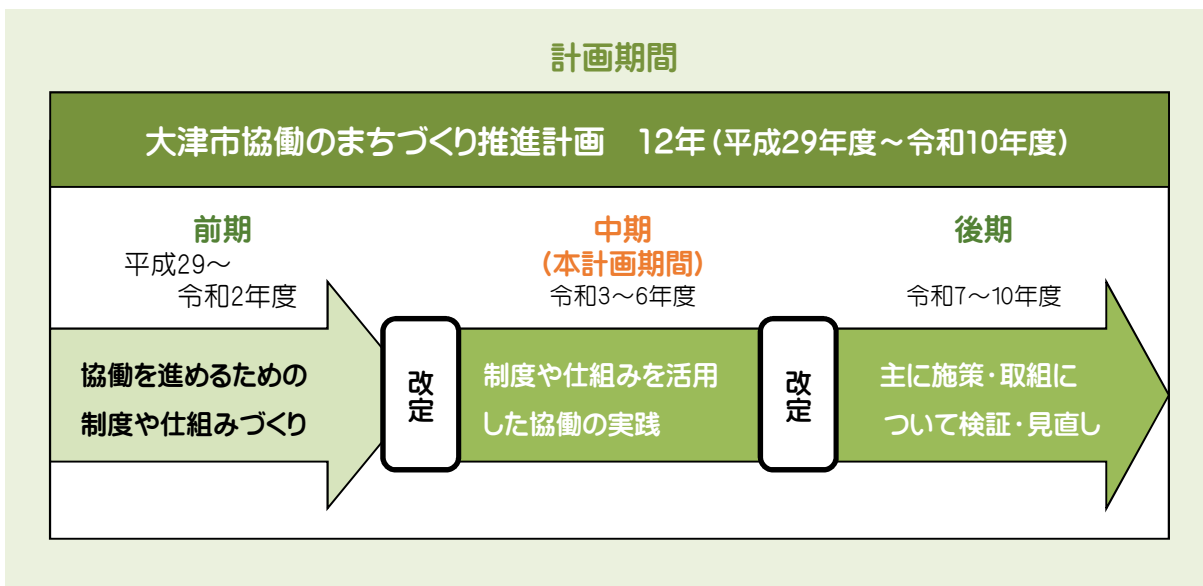 計画期間
大津市協働のまちづくり推進計画　12年(平成29年度～令和10年度)
前期
平成29～
令和2年度
中期
(本計画期間)
令和3～6年度
後期
令和7～10年度
協働を進めるための
制度や仕組みづくり
改定
制度や仕組みを活用
した協働の実践
改定
主に施策・取組に
ついて検証・見直し